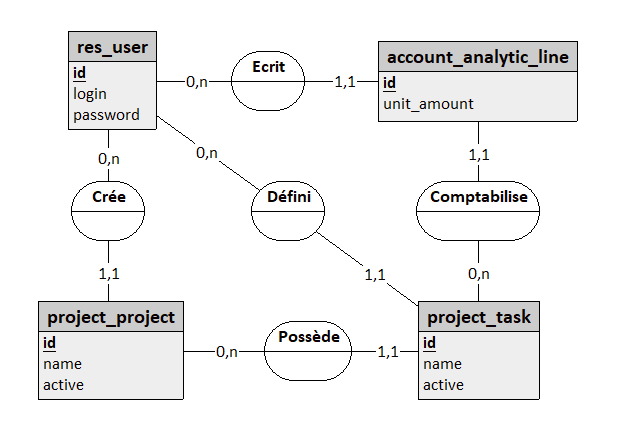 res_user
id
login
password
0,n
Ecrit
1,1
account_analytic_line
id
unit_amount
0,n
0,n
1,1
Crée
Défini
Comptabilise
1,1
1,1
0,n
project_project
id
name
active
0,n
Possède
1,1
project_task
id
name
active